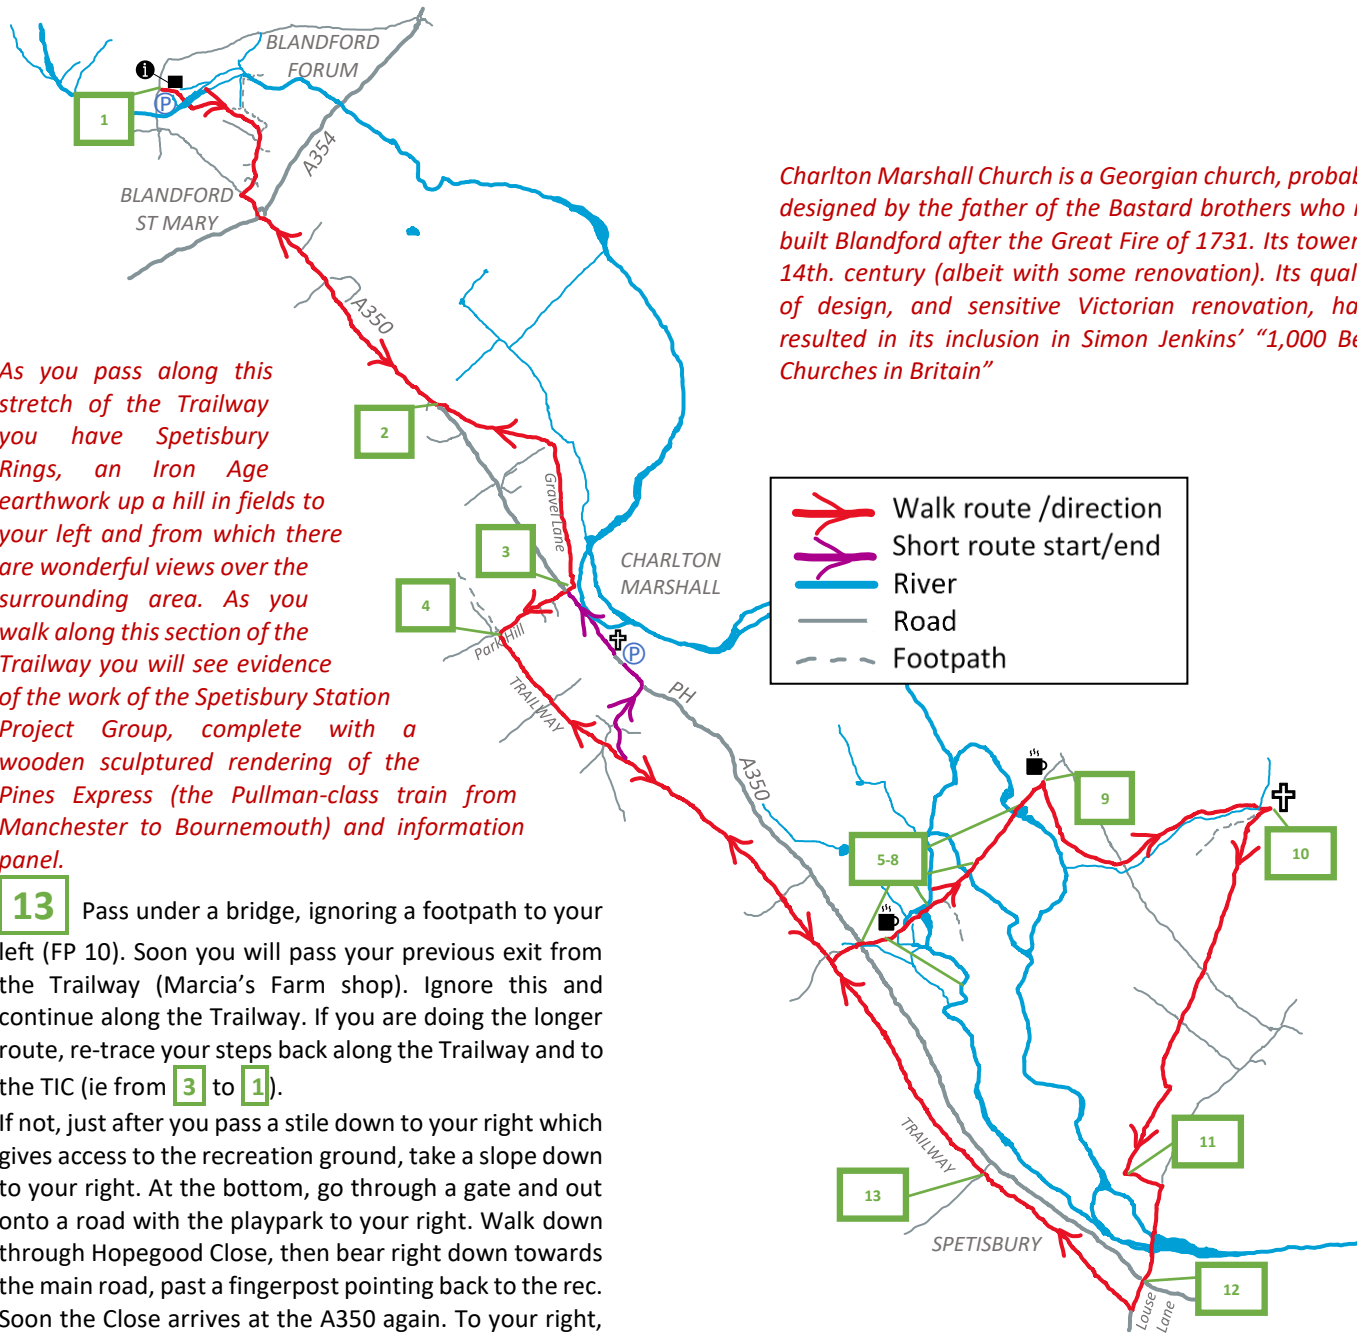 BLANDFORD
FORUM
i
P
1
A354
BLANDFORD
ST MARY
A350
2
Gravel Lane
3
CHARLTON
MARSHALL
4
Park Hill
P
TRAILWAY
PH
A350
Charlton Marshall Church is a Georgian church, probab
designed by the father of the Bastard brothers who r
built Blandford after the Great Fire of 1731. Its tower
14th. century (albeit with some renovation). Its quali
of design, and sensitive Victorian renovation, ha
resulted in its inclusion in Simon Jenkins’ “1,000 Be
Churches in Britain”
Walk route /direction
Short route start/end
River
Road
Footpath
9
5-8
10
11
TRAILWAY
13
SPETISBURY
12
Louse
Lane
As you pass along this
stretch of the Trailway
you have Spetisbury
Rings, an Iron Age
earthwork up a hill in fields to
your left and from which there
are wonderful views over the
surrounding area. As you
walk along this section of the
Trailway you will see evidence
of the work of the Spetisbury Station
Project Group, complete with a
wooden sculptured rendering of the
Pines Express (the Pullman-class train from
Manchester to Bournemouth) and information
panel.
13 Pass under a bridge, ignoring a footpath to your
left (FP 10). Soon you will pass your previous exit from
the Trailway (Marcia’s Farm shop). Ignore this and
continue along the Trailway. If you are doing the longer
route, re-trace your steps back along the Trailway and to
the TIC (ie from 3 to 1).
If not, just after you pass a stile down to your right which
gives access to the recreation ground, take a slope down
to your right. At the bottom, go through a gate and out
onto a road with the playpark to your right. Walk down
through Hopegood Close, then bear right down towards
the main road, past a fingerpost pointing back to the rec.
Soon the Close arrives at the A350 again. To your right,